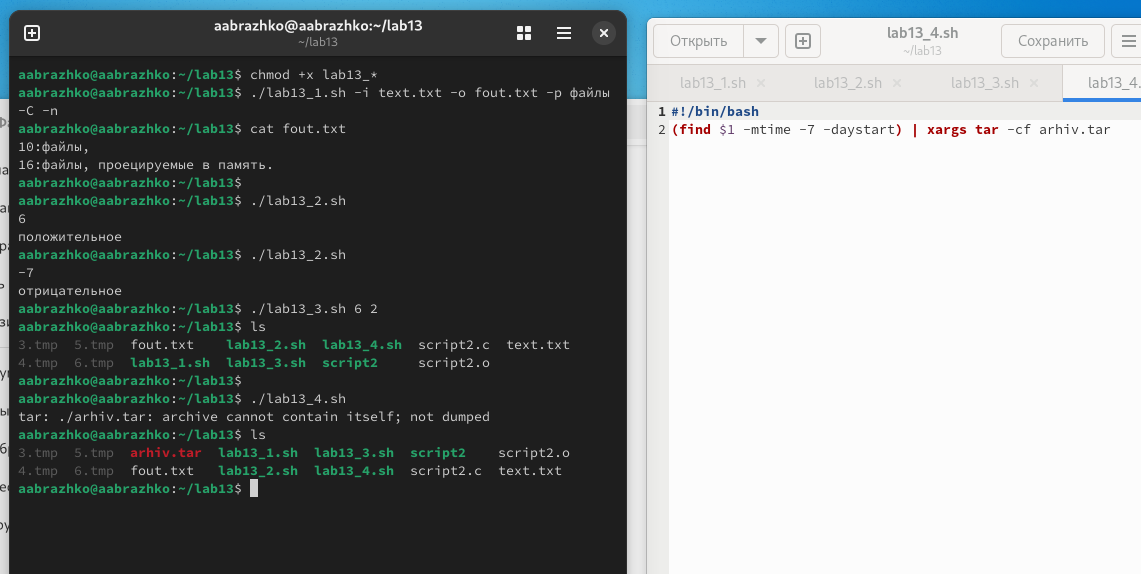 aabrazhko@aabrazhko:~/lab13
~/lab13
aabrazhko@aabrazhko:~/lab13$ chmod +x lab13_*
aabrazhko@aabrazhko:~/lab13$ ./lab13_1.sh -i text.txt -o fout.txt -p файлы
-C -n
aabrazhko@aabrazhko:~/lab13$ cat fout.txt
10:файлы,
16:файлы, проецируемые в память.
aabrazhko@aabrazhko:~/lab13$
aabrazhko@aabrazhko:~/lab13$ ./lab13_2.sh
6
положительное
aabrazhko@aabrazhko:~/lab13$ ./lab13_2.sh
-7
отрицательное
aabrazhko@aabrazhko:~/lab13$ ./lab13_3.sh 6 2
aabrazhko@aabrazhko:~/lab13$ ls
3.tmp 5.tmp fout.txt lab13_2.sh lab13_4.sh script2.c text.txt
4.tmp 6.tmp lab13_1.sh lab13_3.sh script2 script2.o
aabrazhko@aabrazhko:~/lab13$
aabrazhko@aabrazhko:~/lab13$ ./lab13_4.sh
tar: ./arhiv.tar: archive cannot contain itself; not dumped
aabrazhko@aabrazhko:~/lab13$ ls
3.tmp 5.tmp arhiv.tar lab13_1.sh lab13_3.sh script2 script2.o
4.tmp 6.tmp fout.txt lab13_2.sh lab13_4.sh script2.c text.txt
aabrazhko@aabrazhko:~/lab13$
Открыть
lab13_4.sh
~/lab13
Сохранить
lab13_1.sh lab13_2.sh lab13_3.sh lab13_4.
1 #!/bin/bash
2 (find $1 -mtime -7 -daystart) | xargs tar -cf arhiv.tar